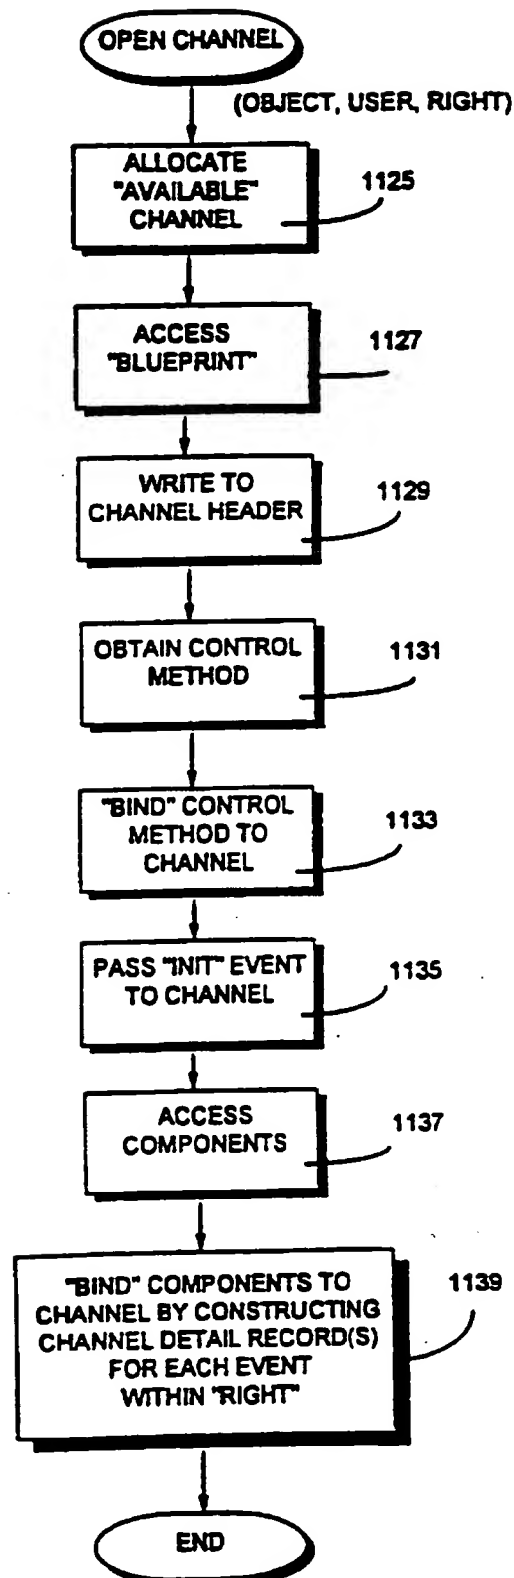 OPEN CHANNEL
(OBJECT, USER, RIGHT)
ALLOCATE
"AVAILABLE"
CHANNEL
1125
ACCESS
"BLUEPRINT"
1127
WRITE TO
CHANNEL HEADER
1129
OBTAIN CONTROL
METHOD
1131
"BIND" CONTROL
METHOD TO
CHANNEL
1133
PASS "INIT" EVENT
TO CHANNEL
1135
ACCESS
COMPONENTS
1137
"BIND" COMPONENTS TO
CHANNEL BY CONSTRUCTING
CHANNEL DETAIL RECORD(S)
FOR EACH EVENT
WITHIN "RIGHT"
1139
END